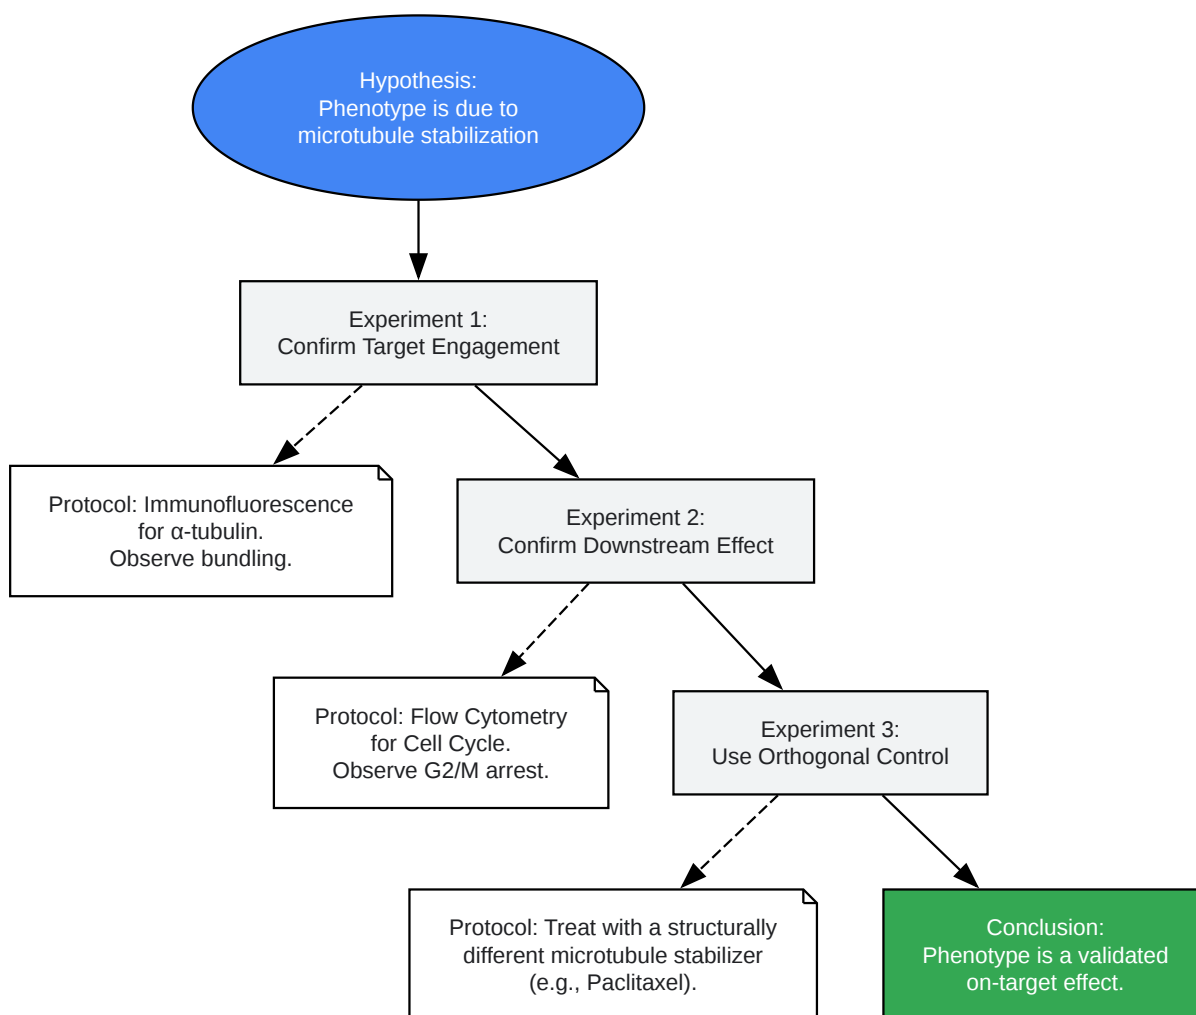 Hypothesis:
Phenotype is due to
microtubule stabilization
Experiment 1:
Confirm Target Engagement
Protocol: Immunofluorescence
for α-tubulin.
Observe bundling.
Experiment 2:
Confirm Downstream Effect
Protocol: Flow Cytometry
for Cell Cycle.
Observe G2/M arrest.
Experiment 3:
Use Orthogonal Control
Protocol: Treat with a structurally
different microtubule stabilizer
(e.g., Paclitaxel).
Conclusion:
Phenotype is a validated
on-target effect.